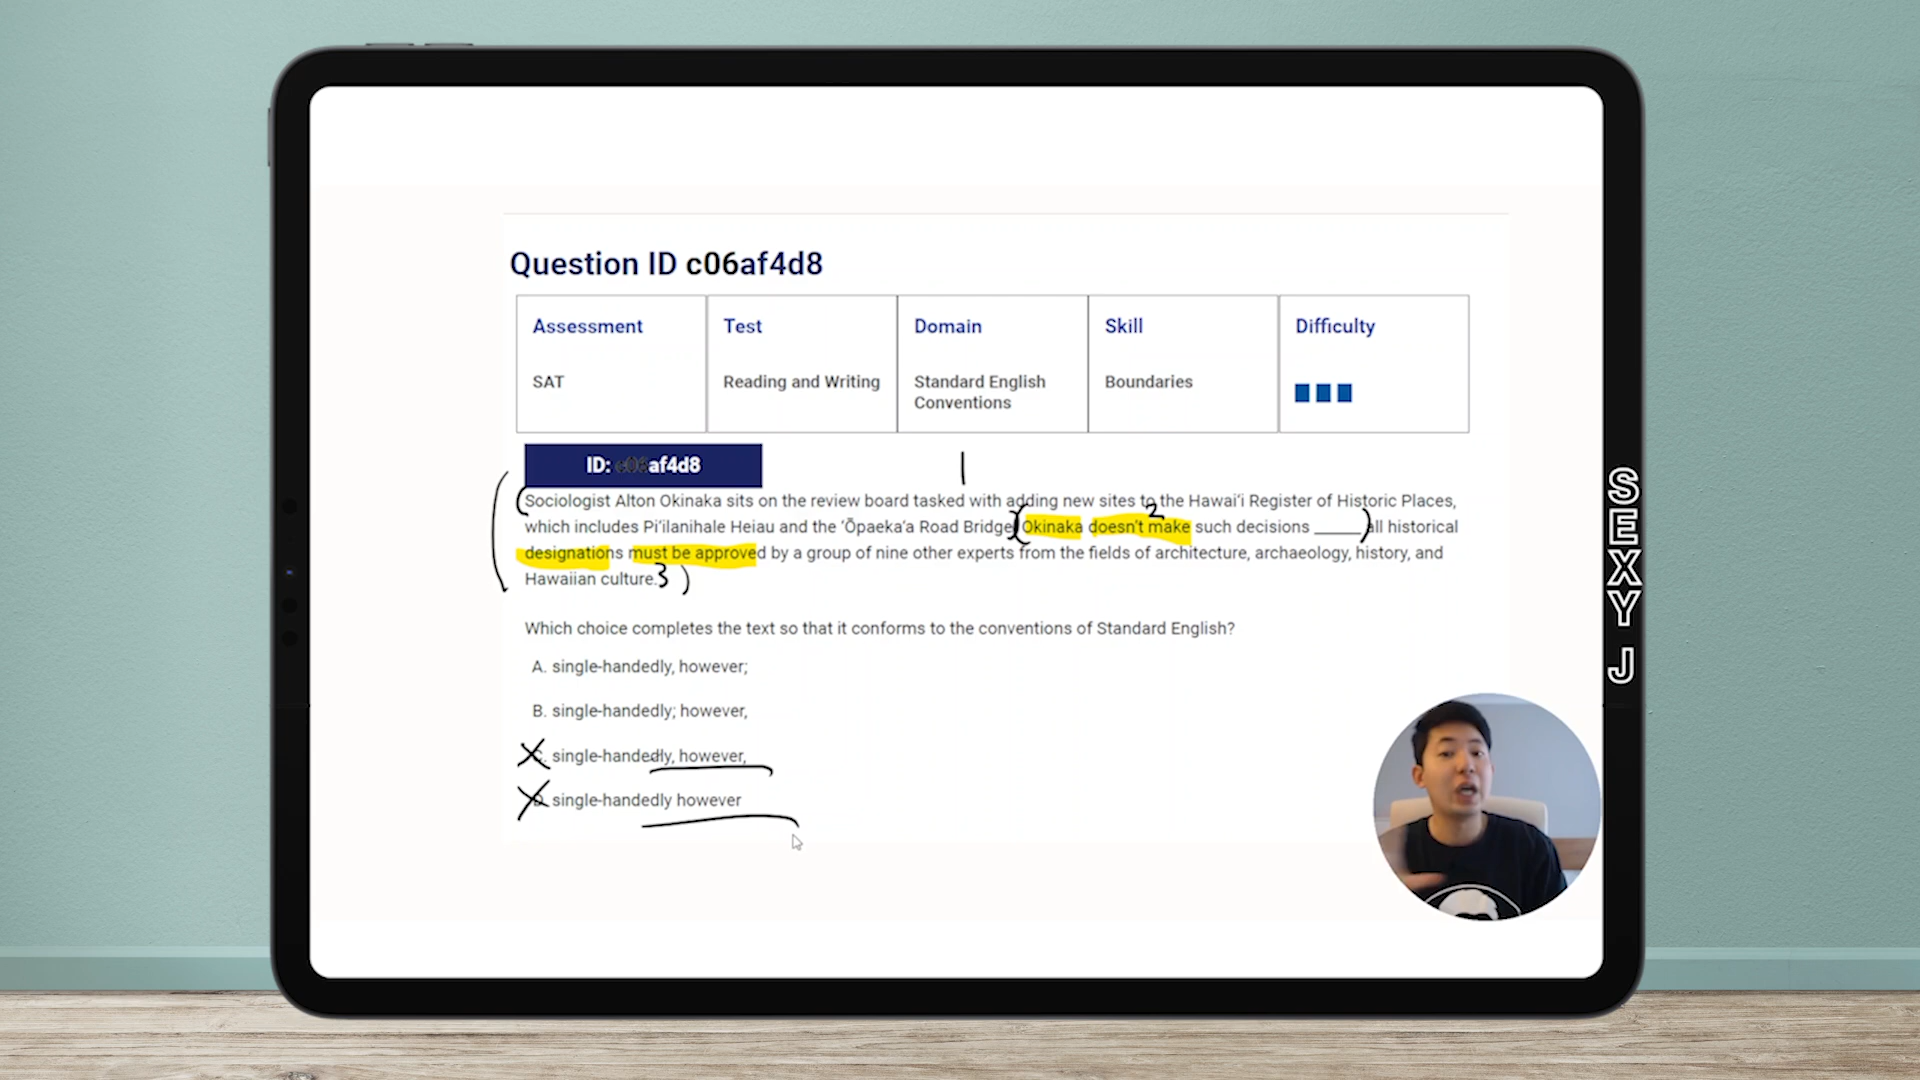 Question ID c06af4d8
Assessment
Test
Domain
Skill
Difficulty
SAT
Reading and Writing
Standard English
Conventions
Boundaries
ID: c06af4d8
1
Sociologist Alton Okinaka sits on the review board tasked with adding new sites to the Hawai‘i Register of Historic Places,
2
which includes Pi‘ilanihale Heiau and the ‘Ōpaeka‘a Road Bridge. Okinaka doesn't make such decisions ______ all historical
designations must be approved by a group of nine other experts from the fields of architecture, archaeology, history, and
Hawaiian culture. 3
Which choice completes the text so that it conforms to the conventions of Standard English?
A. single-handedly, however;
B. single-handedly; however,
C. single-handedly, however,
D. single-handedly however
SEXY J